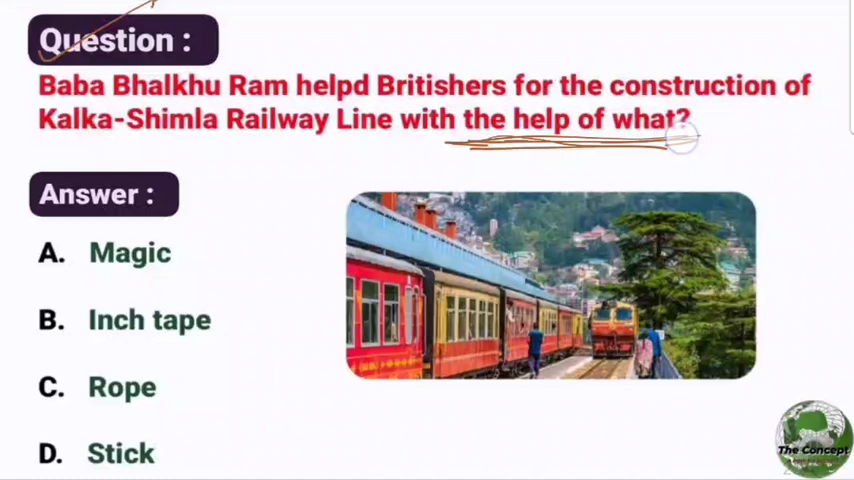 Question :
Baba Bhalkhu Ram helpd Britishers for the construction of
Kalka-Shimla Railway Line with the help of what?
Answer :
A. Magic
B. Inch tape
C. Rope
D. Stick
The Concept